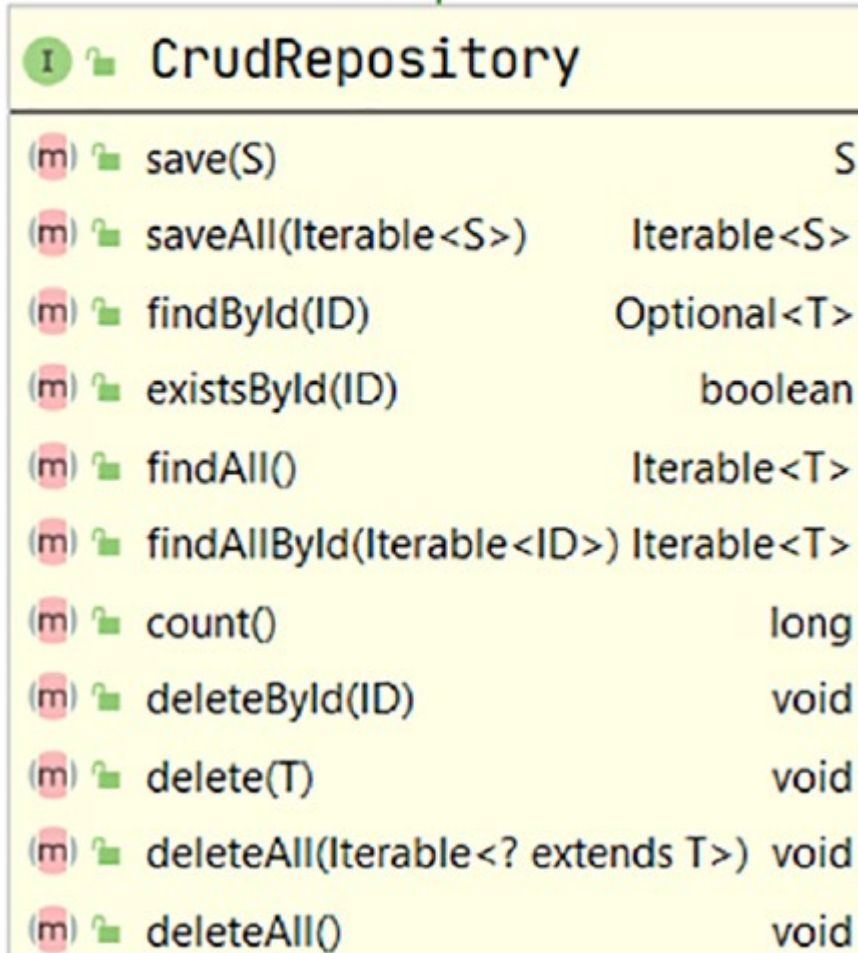 I CrudRepository
m save(S) S
m saveAll(Iterable<S>) Iterable<S>
m findById(ID) Optional<T>
m existsById(ID) boolean
m findAll() Iterable<T>
m findAllById(Iterable<ID>) Iterable<T>
m count() long
m deleteById(ID) void
m delete(T) void
m deleteAll(Iterable<? extends T>) void
m deleteAll() void